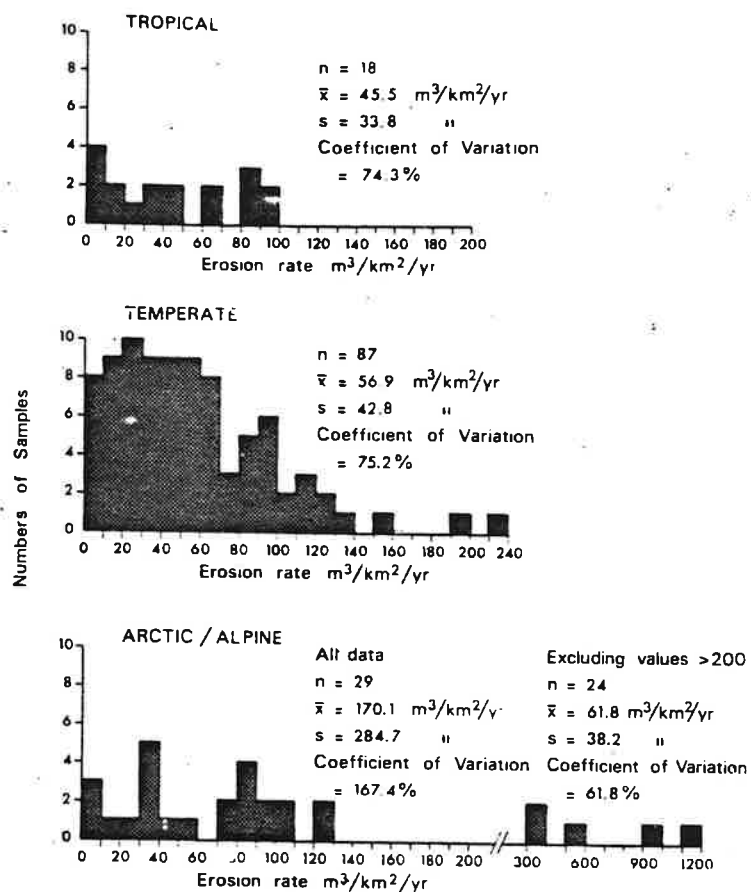 TROPICAL
10
8
6
4
2
0
n = 18
x̄ = 45.5 m³/km²/yr
s = 33.8 "
Coefficient of Variation
= 74.3%
0 20 40 60 80 100 120 140 160 180 200
Erosion rate m³/km²/yr
Numbers of Samples
TEMPERATE
10
8
6
4
2
0
n = 87
x̄ = 56.9 m³/km²/yr
s = 42.8 "
Coefficient of Variation
= 75.2%
0 20 40 60 80 100 120 140 160 180 200 240
Erosion rate m³/km²/yr
ARCTIC / ALPINE
10
8
6
4
2
0
All data
n = 29
x̄ = 170.1 m³/km²/y
s = 284.7 "
Coefficient of Variation
= 167.4%
Excluding values >200
n = 24
x̄ = 61.8 m³/km²/yr
s = 38.2 "
Coefficient of Variation
= 61.8%
0 20 40 60 100 120 140 160 180 200 // 300 600 900 1200
Erosion rate m³/km²/yr